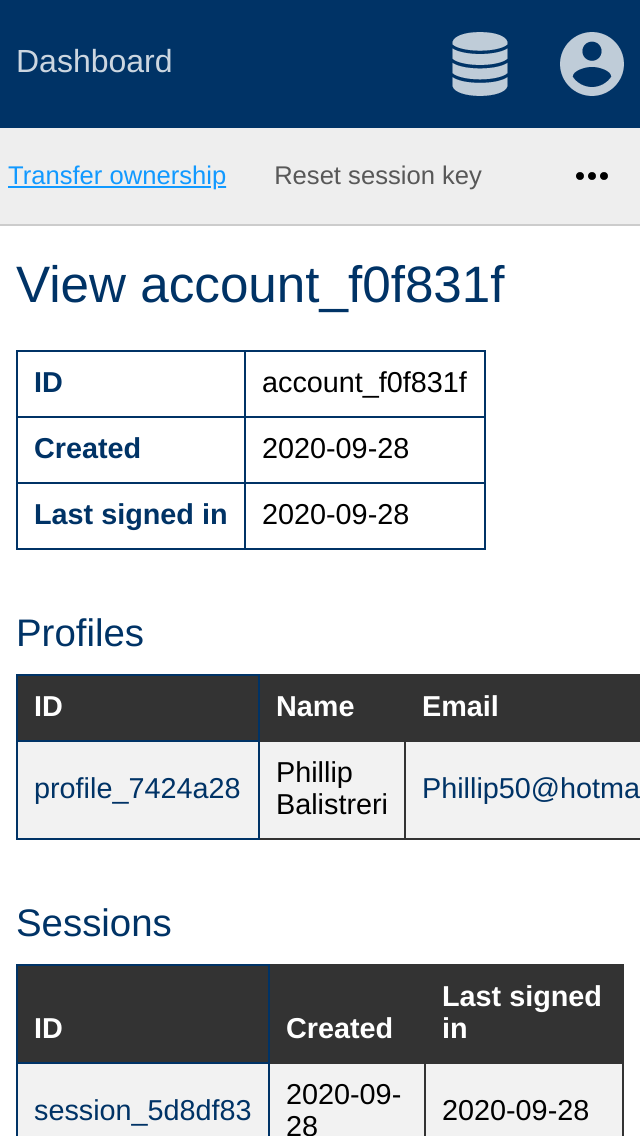 Dashboard
Transfer ownership Reset session key
View account_f0f831f
ID account_f0f831f
Created 2020-09-28
Last signed in 2020-09-28
Profiles
ID Name Email
profile_7424a28 Phillip Balistreri Phillip50@hotma
Sessions
ID Created Last signed in
session_5d8df83 2020-09-28 2020-09-28